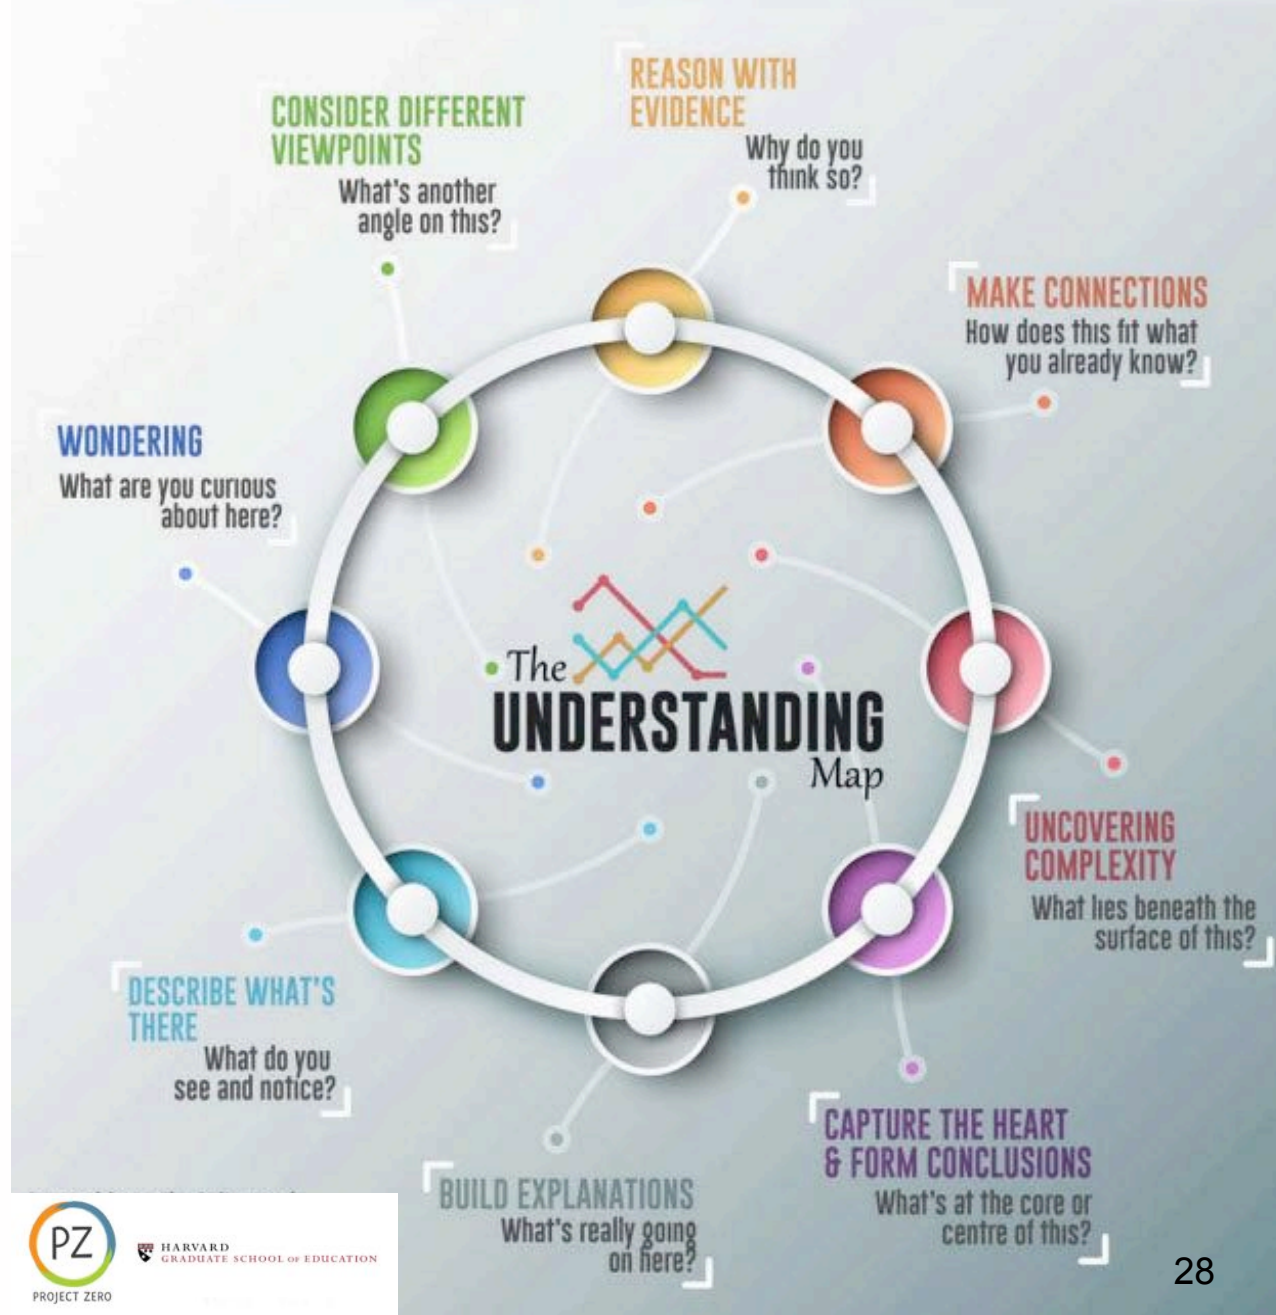 REASON WITH
EVIDENCE
Why do you
think so?
CONSIDER DIFFERENT
VIEWPOINTS
What's another
angle on this?
MAKE CONNECTIONS
How does this fit what
you already know?
WONDERING
What are you curious
about here?
The
UNDERSTANDING
Map
UNCOVERING
COMPLEXITY
What lies beneath the
surface of this?
DESCRIBE WHAT'S
THERE
What do you
see and notice?
CAPTURE THE HEART
& FORM CONCLUSIONS
What's at the core or
centre of this?
BUILD EXPLANATIONS
What's really going
on here?
PZ
PROJECT ZERO
HARVARD
GRADUATE SCHOOL OF EDUCATION
28